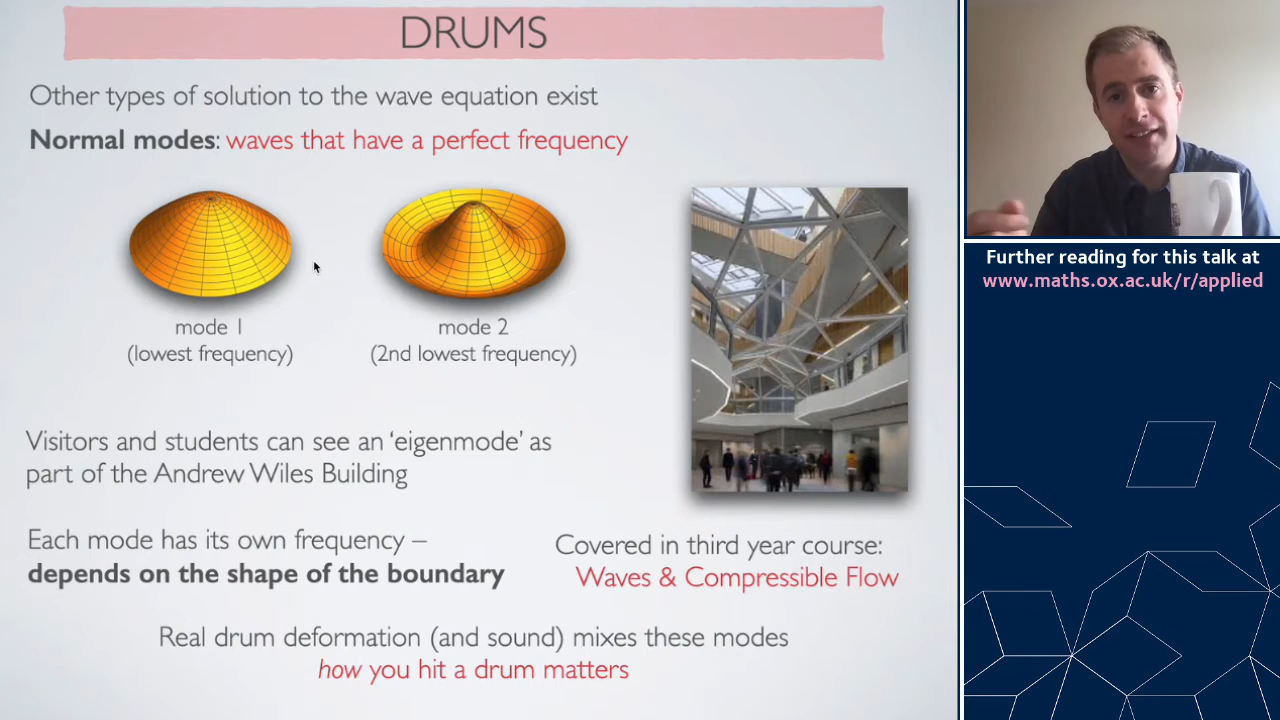 DRUMS
Other types of solution to the wave equation exist
Normal modes: waves that have a perfect frequency
mode 1
(lowest frequency)
mode 2
(2nd lowest frequency)
Visitors and students can see an ‘eigenmode’ as
part of the Andrew Wiles Building
Each mode has its own frequency –
depends on the shape of the boundary
Covered in third year course:
Waves & Compressible Flow
Real drum deformation (and sound) mixes these modes
how you hit a drum matters
Further reading for this talk at
www.maths.ox.ac.uk/r/applied